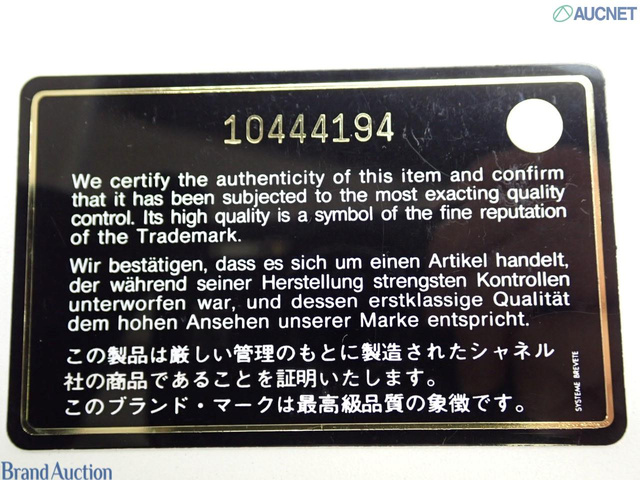 AUCNET
10444194
We certify the authenticity of this item and confirm
that it has been subjected to the most exacting quality
control. Its high quality is a symbol of the fine reputation
of the Trademark.
Wir bestätigen, dass es sich um einen Artikel handelt,
der während seiner Herstellung strengsten Kontrollen
unterworfen war, und dessen erstklassige Qualität
dem hohen Ansehen unserer Marke entspricht.
この製品は厳しい管理のもとに製造されたシャネル
社の商品であることを証明いたします。
このブランド・マークは最高級品質の象徴です。
SYSTEME BREVETE
Brand Auction